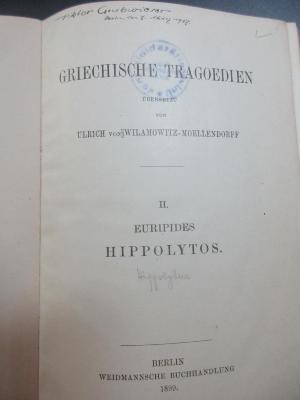 GRIECHISCHE TRAGOEDIEN
ÜBERSETZT
VON
ULRICH VON WILAMOWITZ-MOELLENDORFF
II.
EURIPIDES
HIPPOLYTOS.
Hippolytos
BERLIN
WEIDMANNSCHE BUCHHANDLUNG
1899.